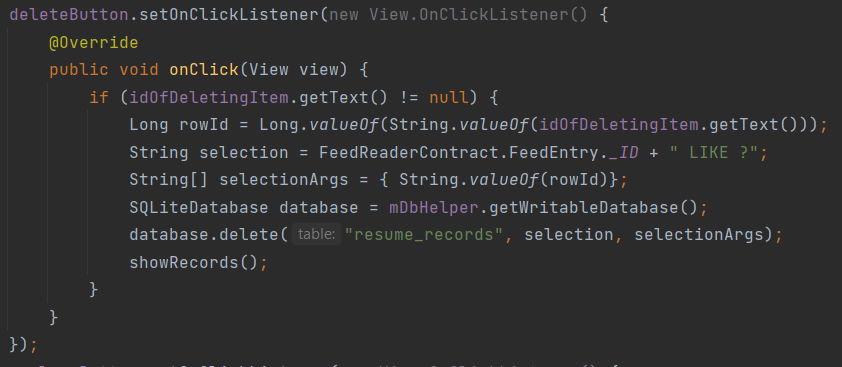 deleteButton.setOnClickListener(new View.OnClickListener() {
    @Override
    public void onClick(View view) {
        if (idOfDeletingItem.getText() != null) {
            Long rowId = Long.valueOf(String.valueOf(idOfDeletingItem.getText()));
            String selection = FeedReaderContract.FeedEntry._ID + " LIKE ?";
            String[] selectionArgs = { String.valueOf(rowId)};
            SQLiteDatabase database = mDbHelper.getWritableDatabase();
            database.delete( table: "resume_records", selection, selectionArgs);
            showRecords();
        }
    }
});